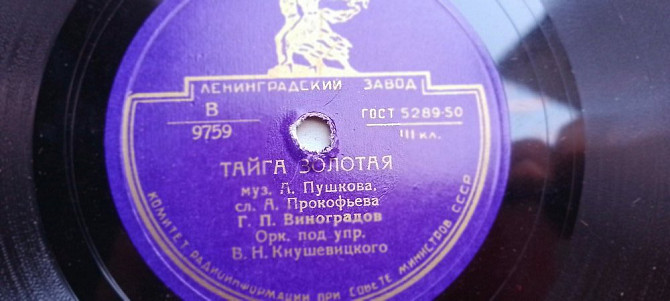 ЛЕНИНГРАДСКИЙ ЗАВОД
В
9759
ГОСТ 5289-50
III кл.
ТАЙГА ЗОЛОТАЯ
муз. А. Пушкова,
сл. А. Прокофьева
Г. П. Виноградов
Орк. под упр.
В. Н. Кнушевицкого
КОМИТЕТ РАДИОИНФОРМАЦИИ ПРИ СОВЕТЕ МИНИСТРОВ СССР